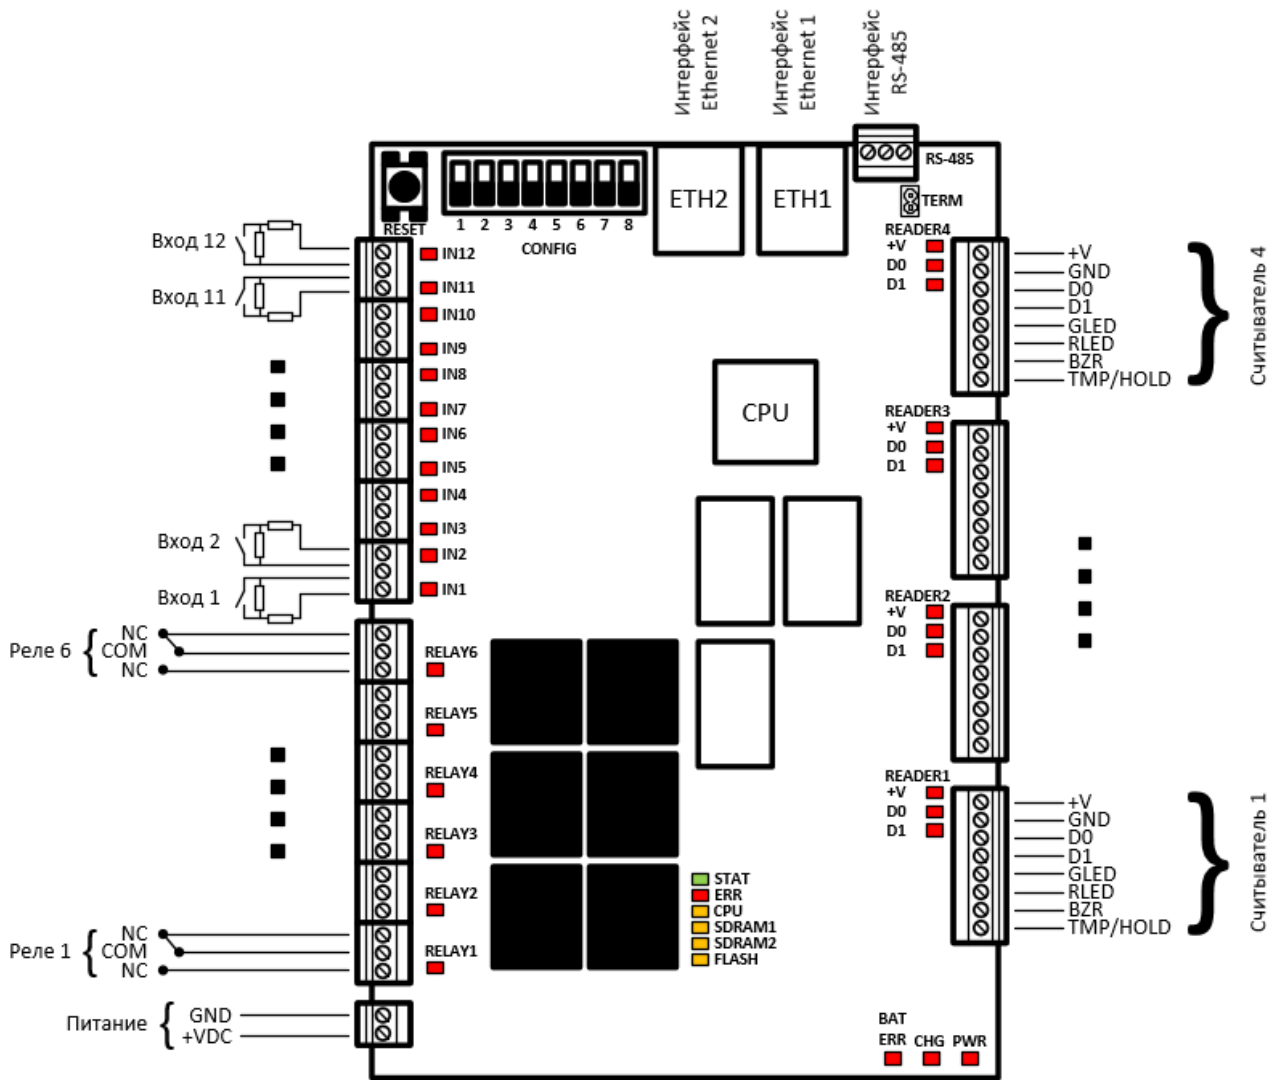 Интерфейс
Ethernet 2
Интерфейс
Ethernet 1
Интерфейс
RS-485
RS-485
TERM
ETH2
ETH1
RESET
1 2 3 4 5 6 7 8
CONFIG
Вход 12
Вход 11
Вход 2
Вход 1
IN12
IN11
IN10
IN9
IN8
IN7
IN6
IN5
IN4
IN3
IN2
IN1
CPU
READER4
+V
D0
D1
+V
GND
D0
D1
GLED
RLED
BZR
TMP/HOLD
Считыватель 4
READER3
+V
D0
D1
READER2
+V
D0
D1
READER1
+V
D0
D1
+V
GND
D0
D1
GLED
RLED
BZR
TMP/HOLD
Считыватель 1
Реле 6
NC
COM
NC
RELAY6
RELAY5
RELAY4
RELAY3
RELAY2
RELAY1
Реле 1
NC
COM
NC
Питание
GND
+VDC
STAT
ERR
CPU
SDRAM1
SDRAM2
FLASH
BAT
ERR CHG PWR